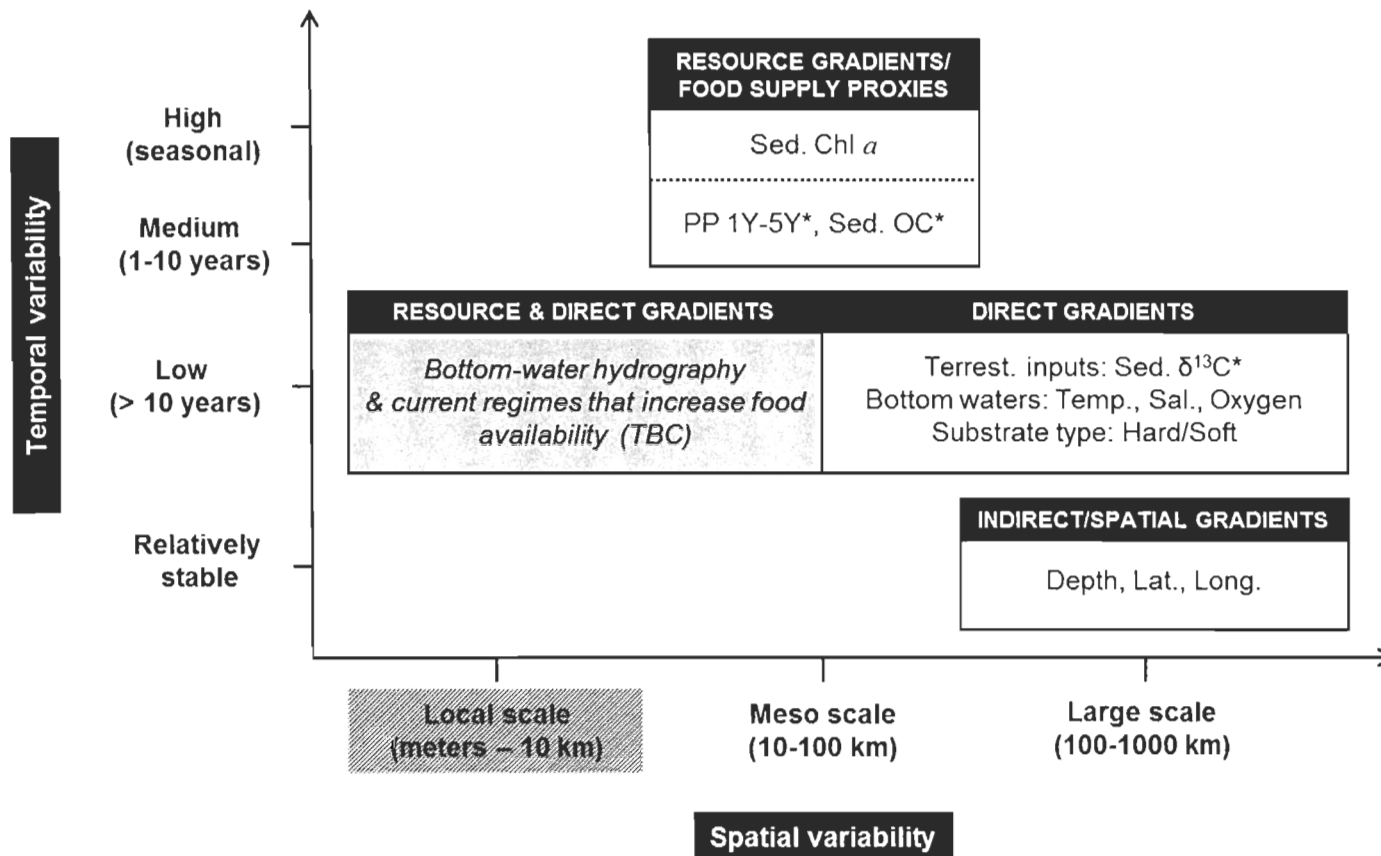 RESOURCE GRADIENTS/
FOOD SUPPLY PROXIES
High
(seasonal)
Sed. Chl a
Medium
(1-10 years)
PP 1Y-5Y*, Sed. OC*
Temporal variability
RESOURCE & DIRECT GRADIENTS
DIRECT GRADIENTS
Low
(> 10 years)
Bottom-water hydrography
& current regimes that increase food
availability (TBC)
Terrest. inputs: Sed. δ¹³C*
Bottom waters: Temp., Sal., Oxygen
Substrate type: Hard/Soft
INDIRECT/SPATIAL GRADIENTS
Relatively
stable
Depth, Lat., Long.
Local scale
(meters – 10 km)
Meso scale
(10-100 km)
Large scale
(100-1000 km)
Spatial variability